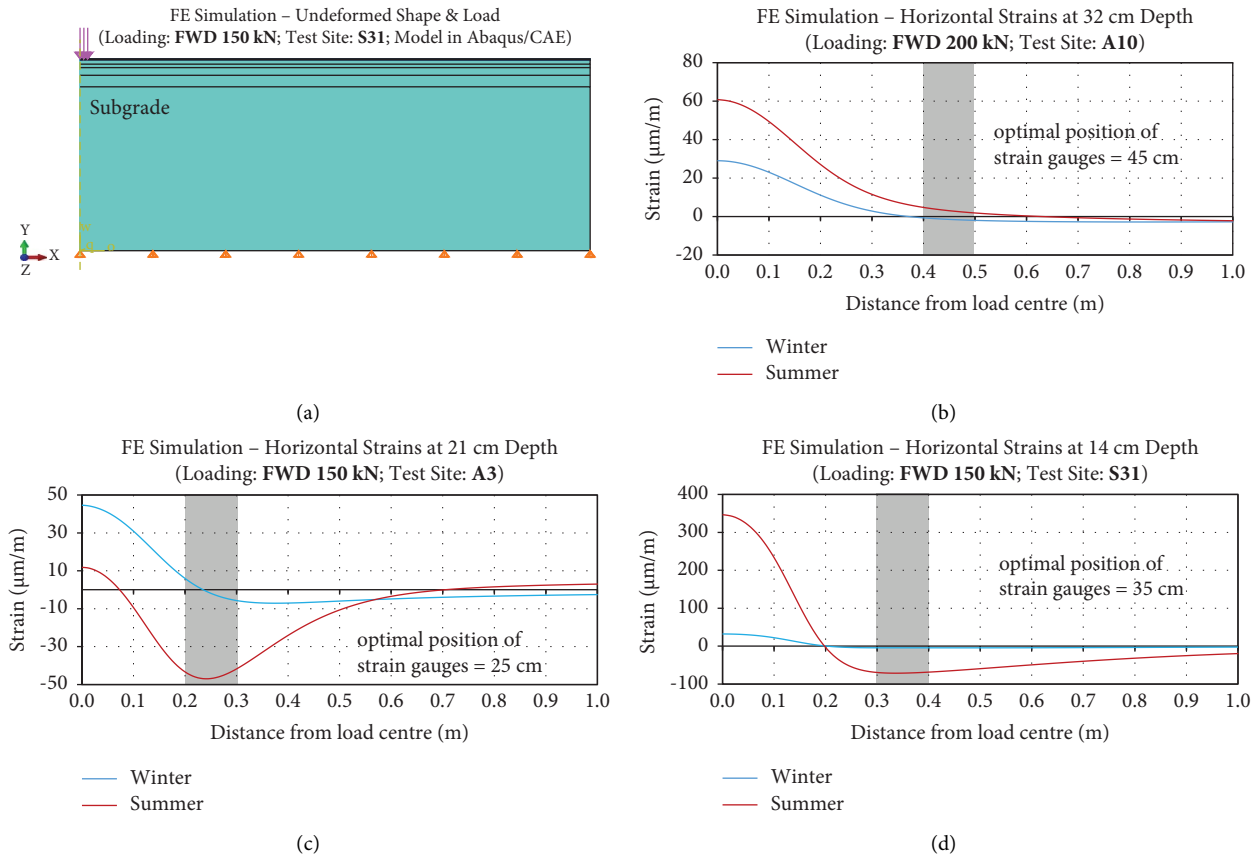 FE Simulation – Undeformed Shape & Load
(Loading: FWD 150 kN; Test Site: S31; Model in Abaqus/CAE)
Subgrade
Y
X
Z
(a)
FE Simulation – Horizontal Strains at 32 cm Depth
(Loading: FWD 200 kN; Test Site: A10)
Strain (μm/m)
80
60
40
20
0
-20
optimal position of
strain gauges = 45 cm
0.0 0.1 0.2 0.3 0.4 0.5 0.6 0.7 0.8 0.9 1.0
Distance from load centre (m)
Winter
Summer
(b)
FE Simulation – Horizontal Strains at 21 cm Depth
(Loading: FWD 150 kN; Test Site: A3)
Strain (μm/m)
50
30
10
-10
-30
-50
optimal position of
strain gauges = 25 cm
0.0 0.1 0.2 0.3 0.4 0.5 0.6 0.7 0.8 0.9 1.0
Distance from load centre (m)
Winter
Summer
(c)
FE Simulation – Horizontal Strains at 14 cm Depth
(Loading: FWD 150 kN; Test Site: S31)
Strain (μm/m)
400
300
200
100
0
-100
optimal position of
strain gauges = 35 cm
0.0 0.1 0.2 0.3 0.4 0.5 0.6 0.7 0.8 0.9 1.0
Distance from load centre (m)
Winter
Summer
(d)